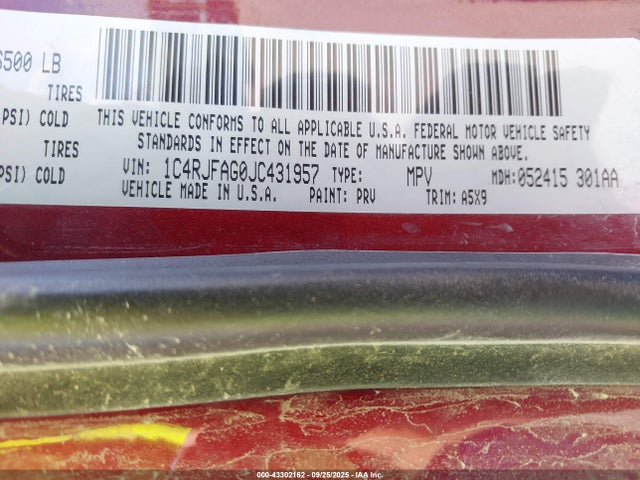 6500 LB
TIRES
PSI) COLD
TIRES
PSI) COLD
THIS VEHICLE CONFORMS TO ALL APPLICABLE U.S.A. FEDERAL MOTOR VEHICLE SAFETY
STANDARDS IN EFFECT ON THE DATE OF MANUFACTURE SHOWN ABOVE.
VIN: 1C4RJFAG0JC431957 TYPE: MPV MDH:052415 301AA
VEHICLE MADE IN U.S.A. PAINT: PRV TRIM: A5X9
000-43302162 - 09/25/2025 - IAA Inc.